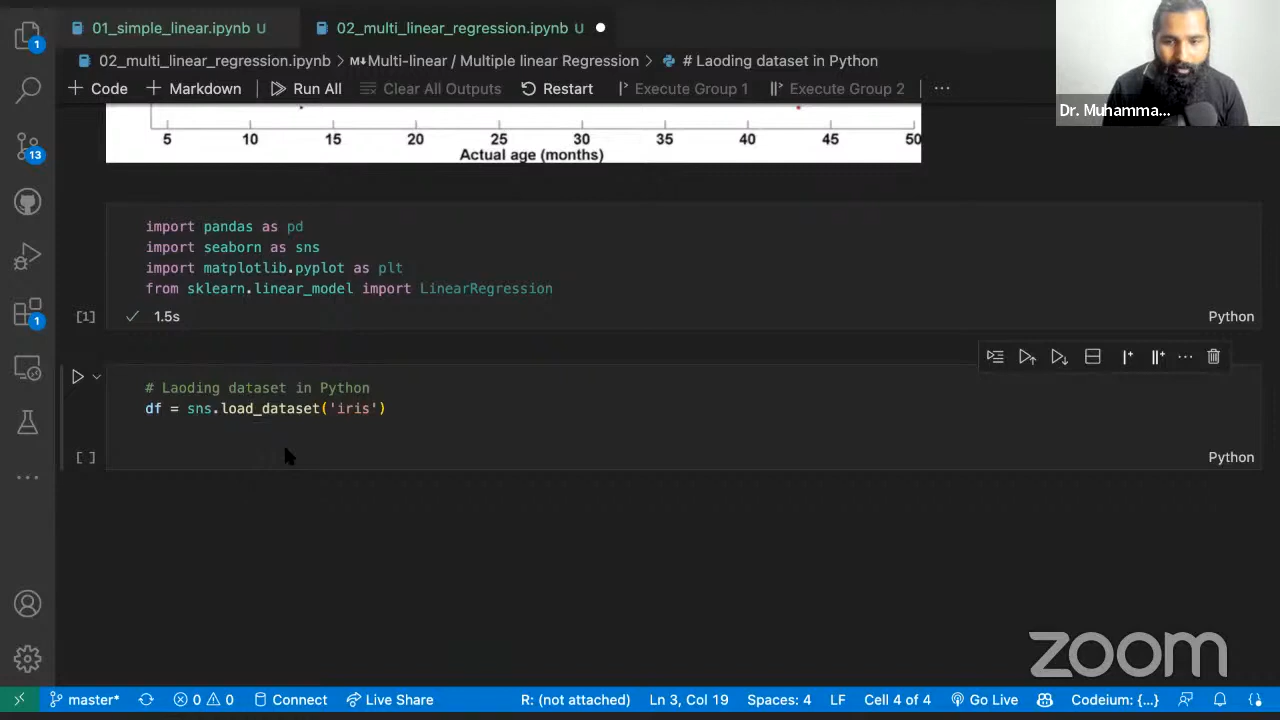 01_simple_linear.ipynb U
02_multi_linear_regression.ipynb U
02_multi_linear_regression.ipynb > M↓Multi-linear / Multiple linear Regression > # Laoding dataset in Python
+ Code + Markdown Run All Clear All Outputs Restart Execute Group 1 Execute Group 2 ...
Dr. Muhamma...
5 10 15 20 25 30 35 40 45 50
Actual age (months)
import pandas as pd
import seaborn as sns
import matplotlib.pyplot as plt
from sklearn.linear_model import LinearRegression
[1] 1.5s Python
# Laoding dataset in Python
df = sns.load_dataset('iris')
[ ] Python
1
13
1
zoom
master* 0 0 Connect Live Share R: (not attached) Ln 3, Col 19 Spaces: 4 LF Cell 4 of 4 Go Live Codeium: {...}